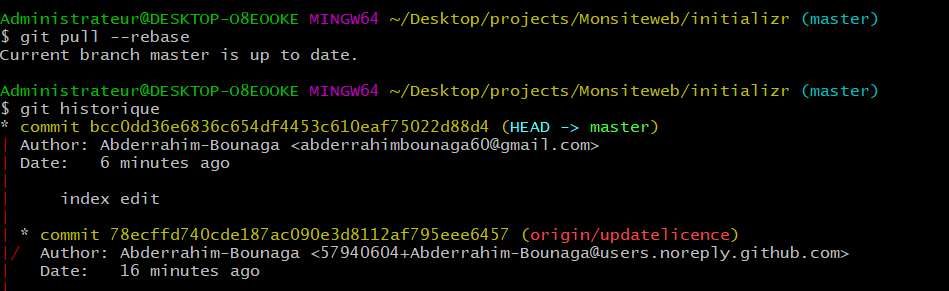 Administrateur@DESKTOP-O8EOOKE MINGW64 ~/Desktop/projects/Monsiteweb/initializr (master)
$ git pull --rebase
Current branch master is up to date.
Administrateur@DESKTOP-O8EOOKE MINGW64 ~/Desktop/projects/Monsiteweb/initializr (master)
$ git historique
* commit bcc0dd36e6836c654df4453c610eaf75022d88d4 (HEAD -> master)
| Author: Abderrahim-Bounaga <abderrahimbounaga60@gmail.com>
| Date:   6 minutes ago
|
|     index edit
|
| * commit 78ecffd740cde187ac090e3d8112af795eee6457 (origin/updatelicence)
|/  Author: Abderrahim-Bounaga <57940604+Abderrahim-Bounaga@users.noreply.github.com>
|   Date:   16 minutes ago
|